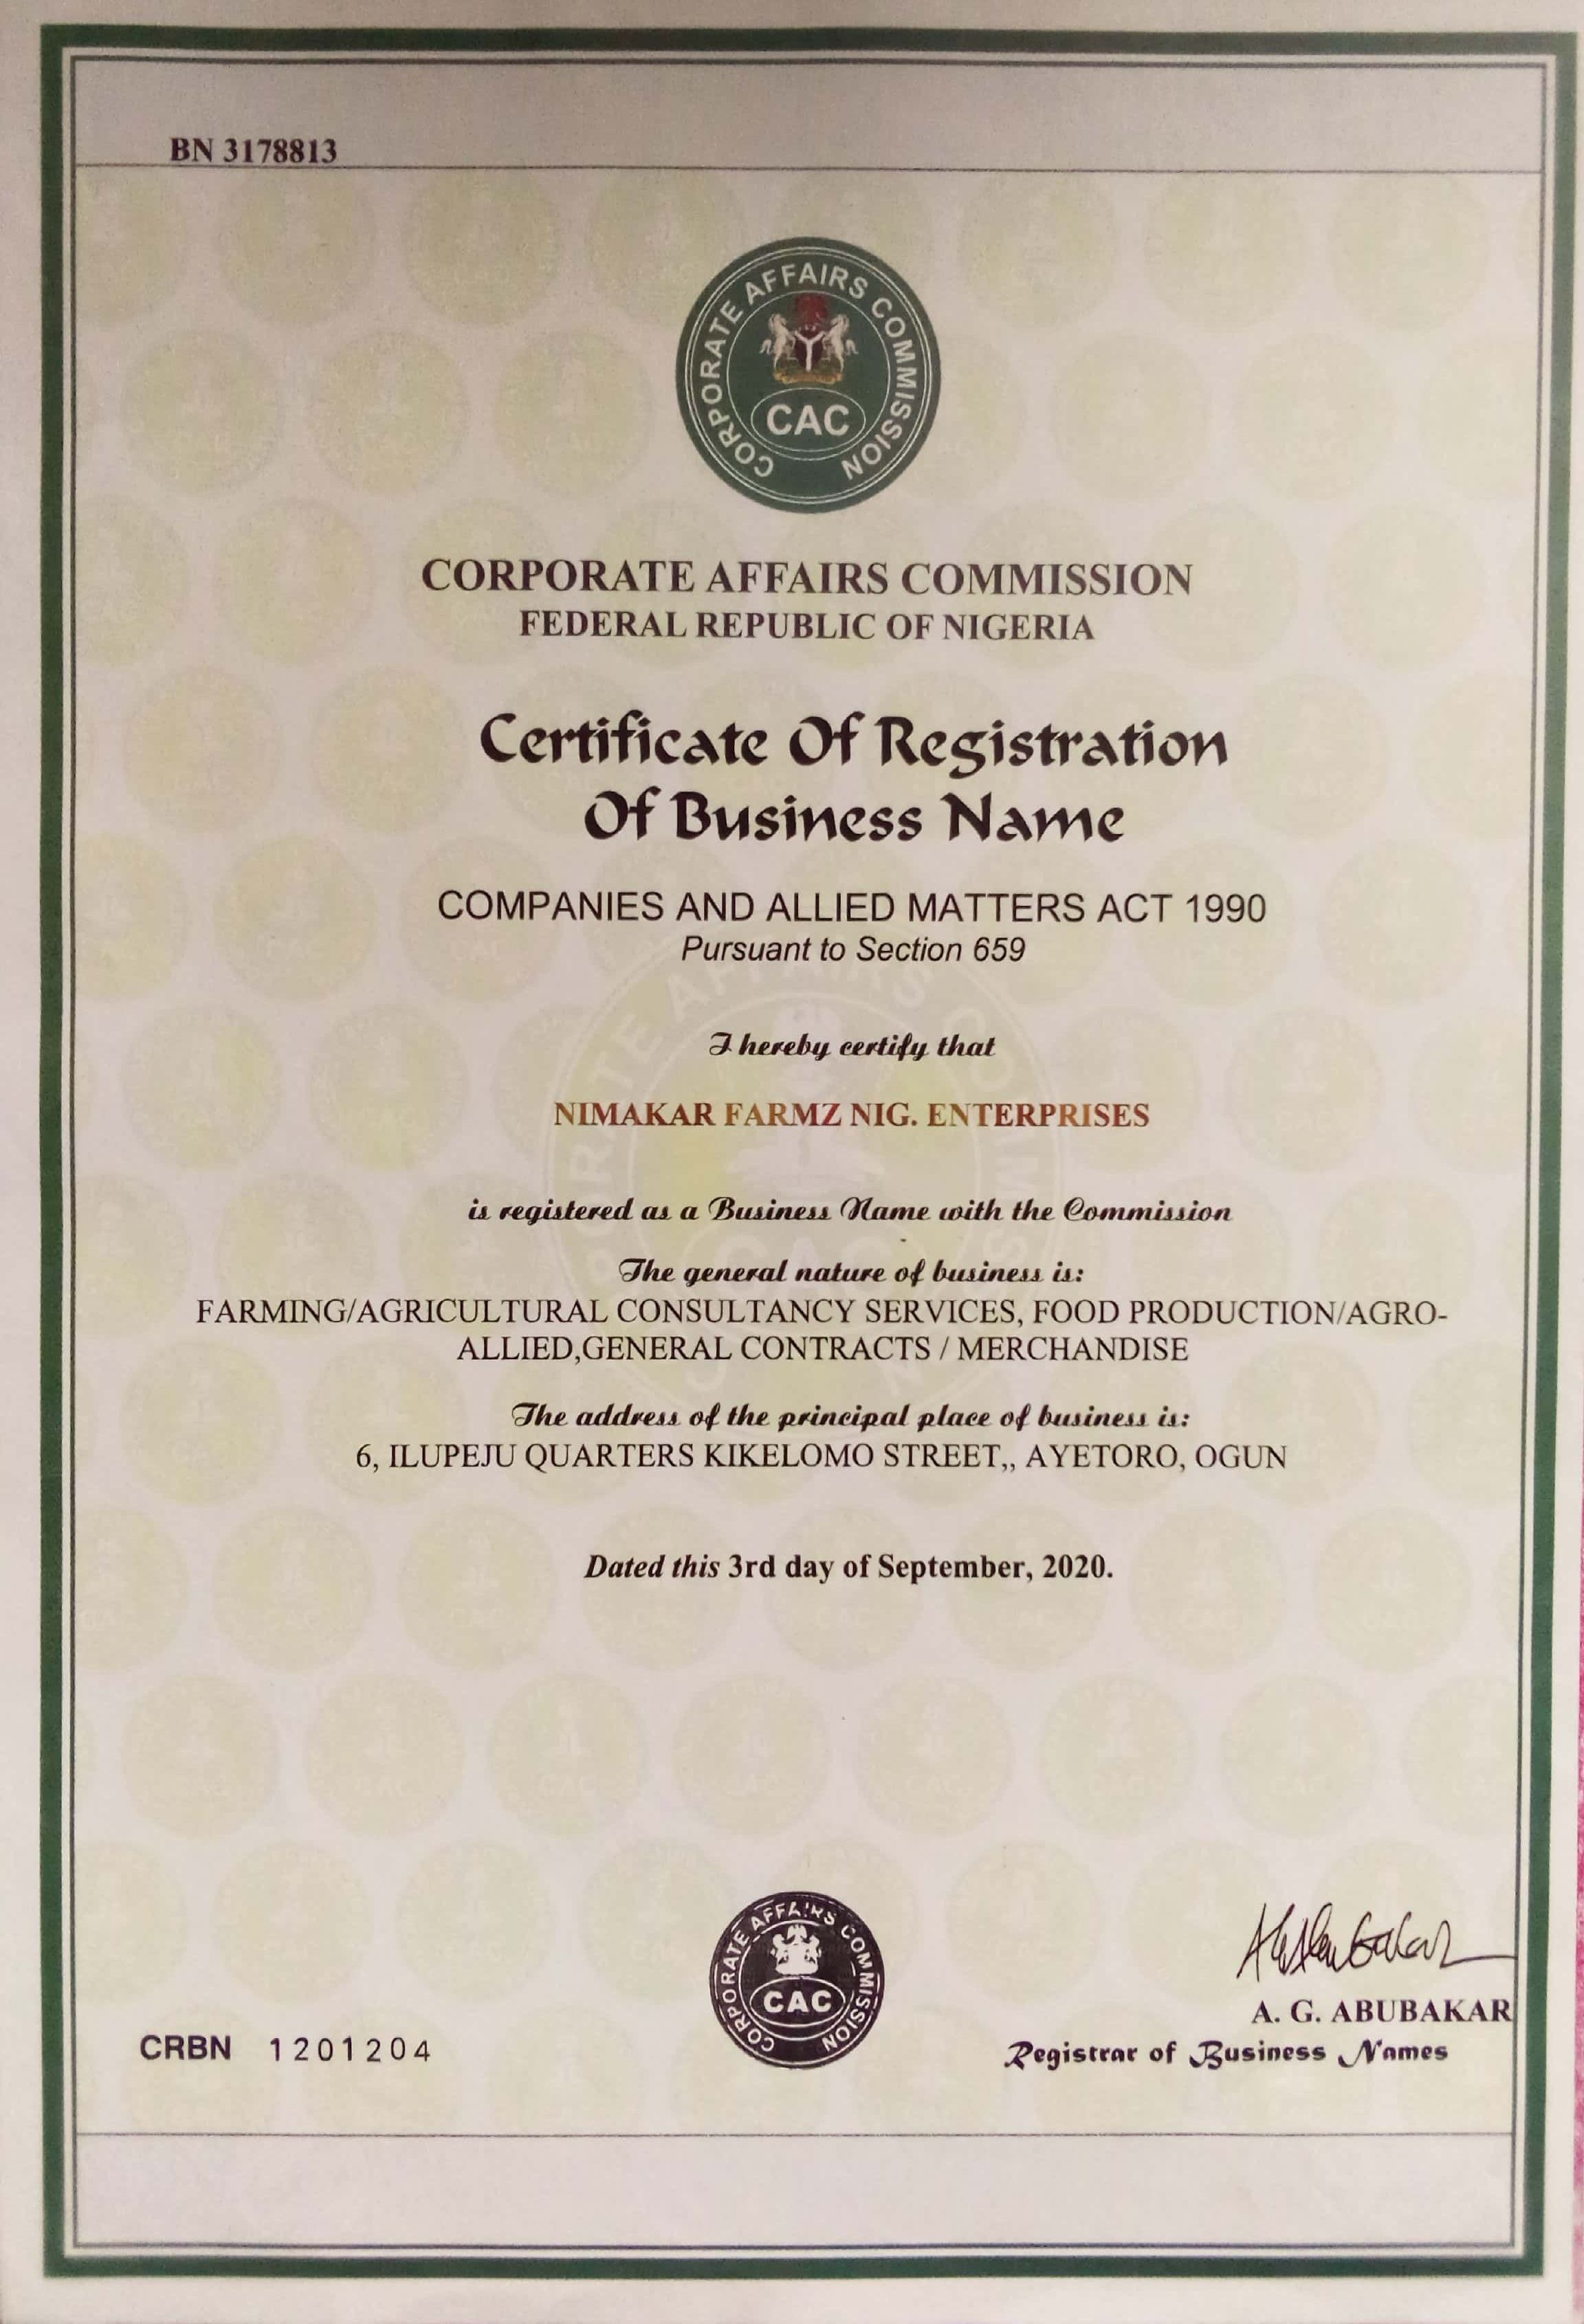 BN 3178813
CORPORATE AFFAIRS COMMISSION
CAC
CORPORATE AFFAIRS COMMISSION
FEDERAL REPUBLIC OF NIGERIA
Certificate Of Registration
Of Business Name
COMPANIES AND ALLIED MATTERS ACT 1990
Pursuant to Section 659
I hereby certify that
NIMAKAR FARMZ NIG. ENTERPRISES
is registered as a Business Name with the Commission
The general nature of business is:
FARMING/AGRICULTURAL CONSULTANCY SERVICES, FOOD PRODUCTION/AGRO-
ALLIED,GENERAL CONTRACTS / MERCHANDISE
The address of the principal place of business is:
6, ILUPEJU QUARTERS KIKELOMO STREET,, AYETORO, OGUN
Dated this 3rd day of September, 2020.
CORPORATE AFFAIRS COMMISSION
CAC
A. G. ABUBAKAR
CRBN 1201204
Registrar of Business Names